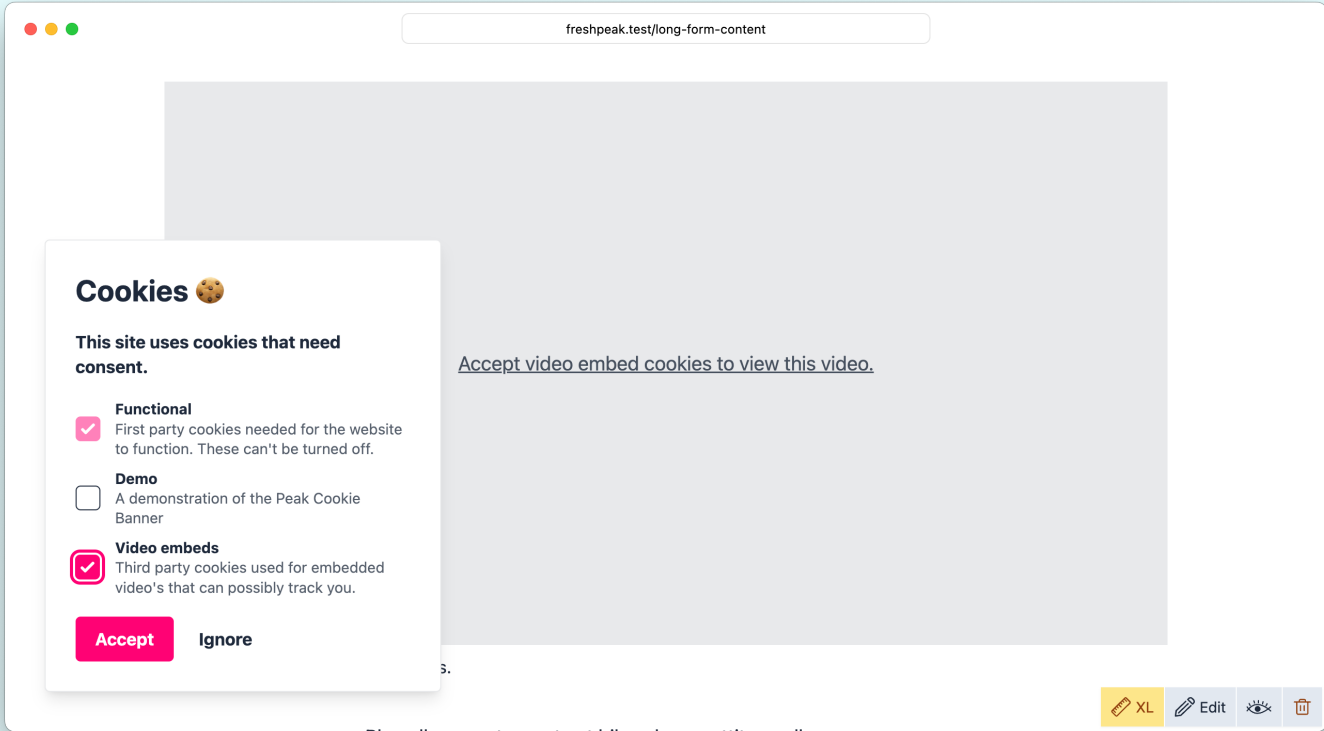 freshpeak.test/long-form-content
Cookies
This site uses cookies that need
consent.
Functional
First party cookies needed for the website
to function. These can't be turned off.
Demo
A demonstration of the Peak Cookie
Banner
Video embeds
Third party cookies used for embedded
video's that can possibly track you.
Accept Ignore
Accept video embed cookies to view this video.
s.
XL Edit